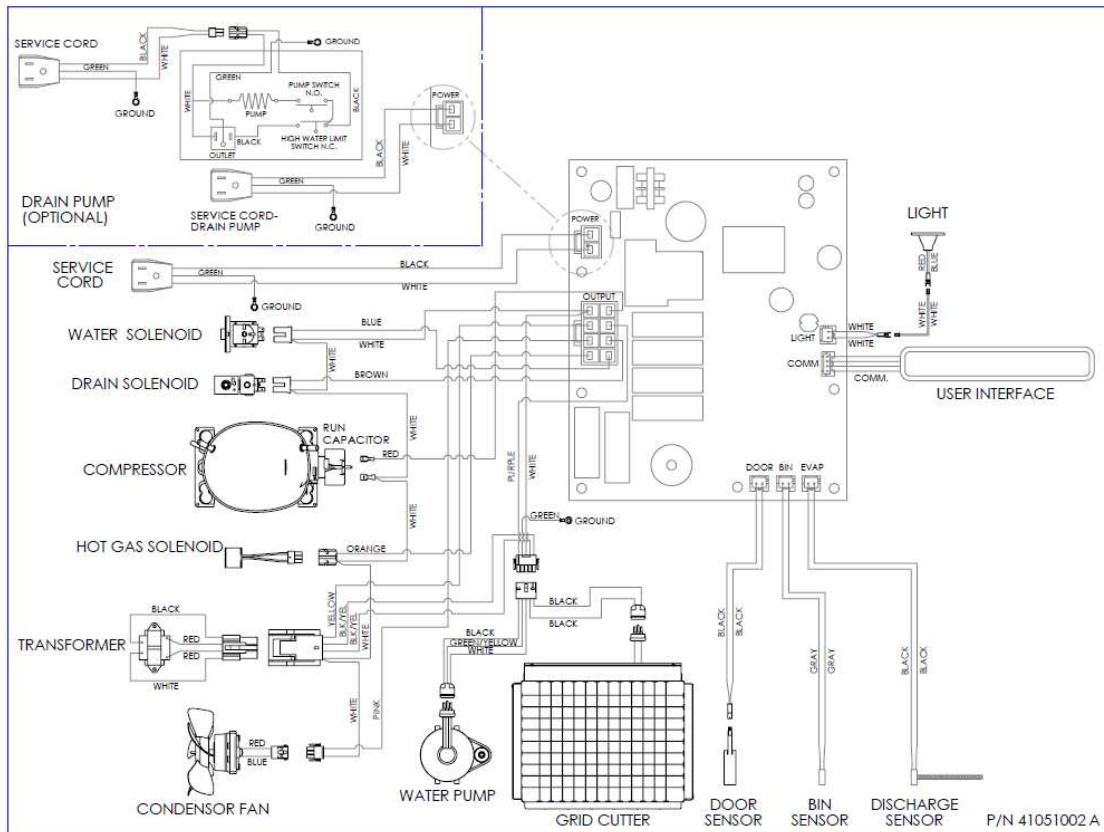 SERVICE CORD
BLACK
WHITE
GREEN
GROUND
GROUND
GREEN
WHITE
PUMP SWITCH
N.O.
PUMP
BLACK
BLACK
HIGH WATER LIMIT
SWITCH N.C.
OUTLET
POWER
BLACK
WHITE
GREEN
GROUND
SERVICE CORD-
DRAIN PUMP
DRAIN PUMP
(OPTIONAL)
SERVICE
CORD
BLACK
GREEN
WHITE
GROUND
POWER
OUTPUT
WATER SOLENOID
BLUE
WHITE
WHITE
DRAIN SOLENOID
BROWN
WHITE
COMPRESSOR
RUN
CAPACITOR
RED
WHITE
HOT GAS SOLENOID
ORANGE
PURPLE
WHITE
GREEN
GROUND
TRANSFORMER
BLACK
RED
RED
WHITE
YELLOW
BLK/YEL
BLK/YEL
WHITE
WHITE
PINK
CONDENSOR FAN
RED
BLUE
BLACK
GREEN/YELLOW
WHITE
WATER PUMP
BLACK
BLACK
GRID CUTTER
LIGHT
RED
BLUE
WHITE
WHITE
LIGHT
WHITE
WHITE
COMM
COMM.
USER INTERFACE
DOOR
BIN
EVAP
BLACK
BLACK
GRAY
GRAY
BLACK
BLACK
DOOR
SENSOR
BIN
SENSOR
DISCHARGE
SENSOR
P/N 41051002 A